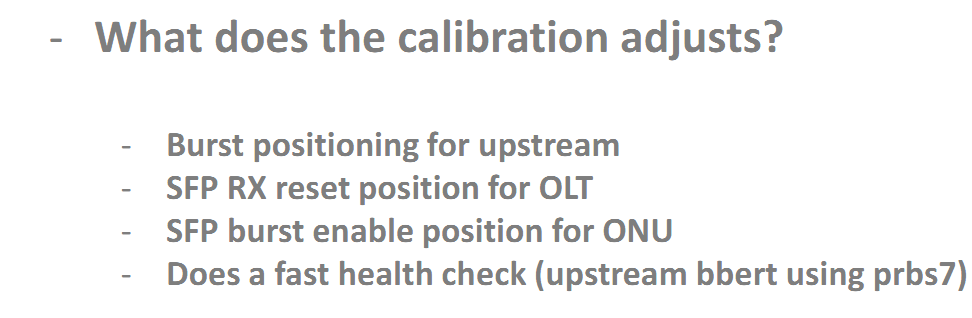 - What does the calibration adjusts?
- Burst positioning for upstream
- SFP RX reset position for OLT
- SFP burst enable position for ONU
- Does a fast health check (upstream bbert using prbs7)